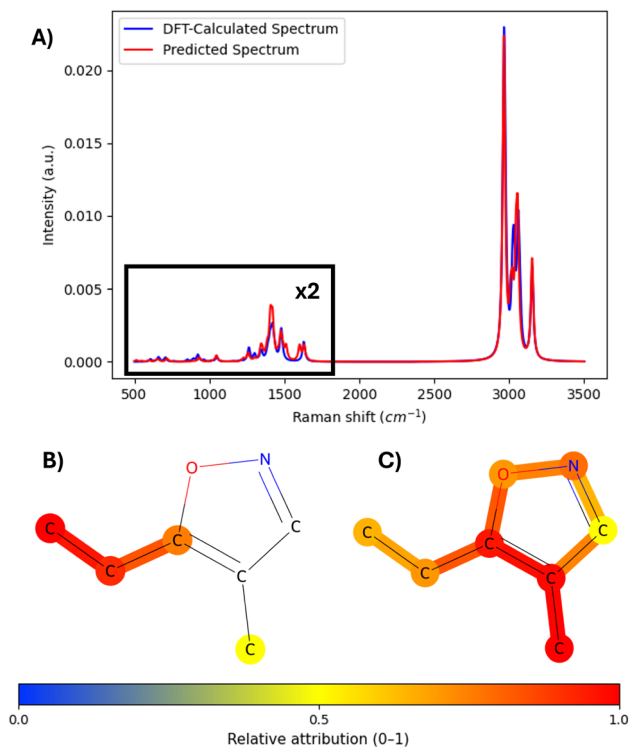 A)
DFT-Calculated Spectrum
Predicted Spectrum
Intensity (a.u.)
0.020
0.015
0.010
0.005
0.000
x2
500 1000 1500 2000 2500 3000 3500
Raman shift (cm⁻¹)
B) C)
O N O N
C C C C C C
C C C C
C C
0.0 0.5 1.0
Relative attribution (0–1)